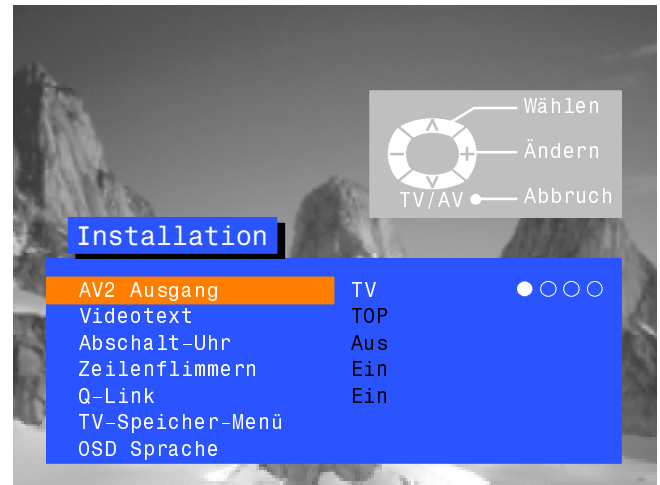 Wählen
Ändern
TV/AV Abbruch
Installation
AV2 Ausgang TV
Videotext TOP
Abschalt-Uhr Aus
Zeilenflimmern Ein
Q-Link Ein
TV-Speicher-Menü
OSD Sprache